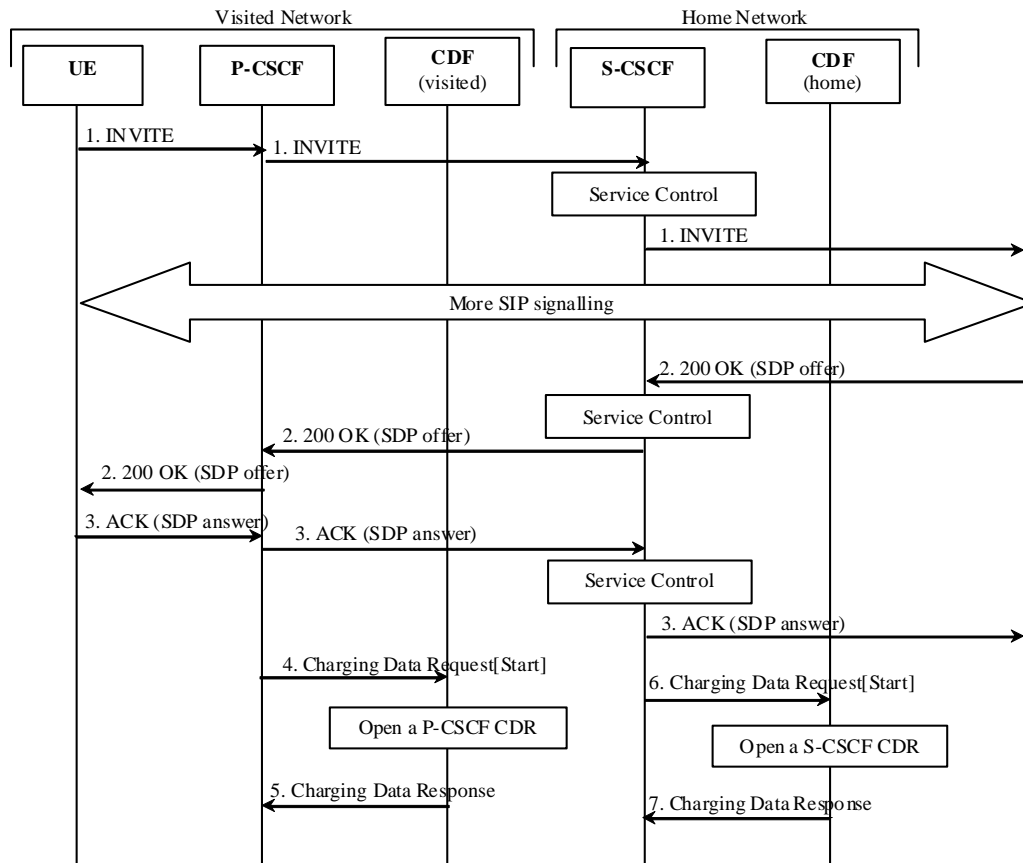 Visited Network
Home Network
UE
P-CSCF
CDF
(visited)
S-CSCF
CDF
(home)
1. INVITE
1. INVITE
Service Control
1. INVITE
More SIP signalling
2. 200 OK (SDP offer)
Service Control
2. 200 OK (SDP offer)
2. 200 OK (SDP offer)
3. ACK (SDP answer)
3. ACK (SDP answer)
Service Control
3. ACK (SDP answer)
4. Charging Data Request[Start]
6. Charging Data Request[Start]
Open a P-CSCF CDR
Open a S-CSCF CDR
5. Charging Data Response
7. Charging Data Response